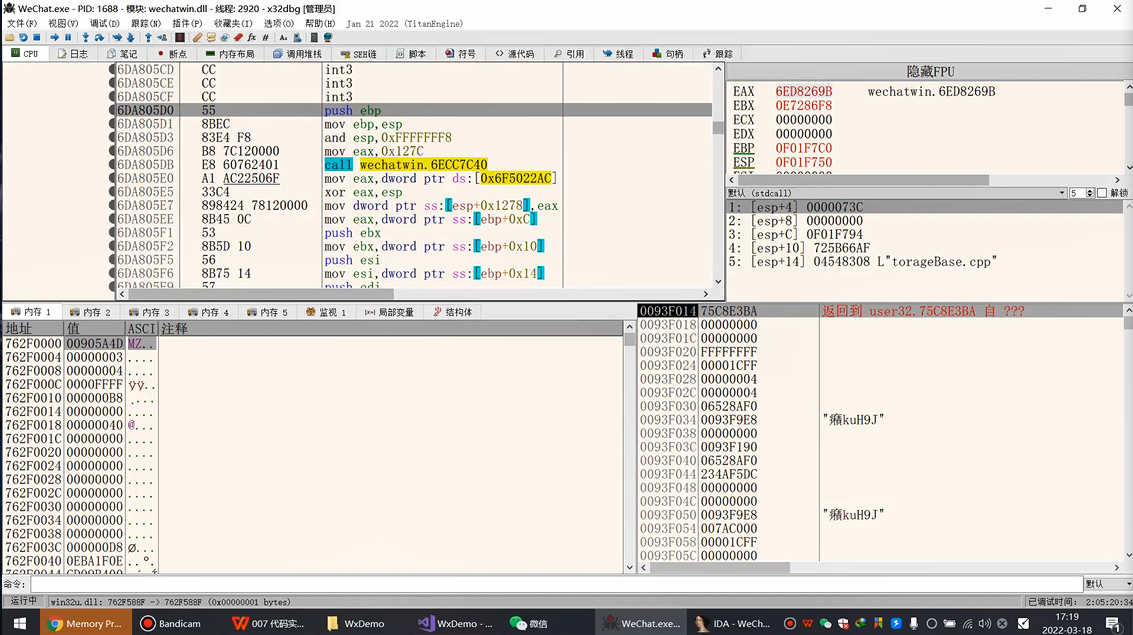 WeChat.exe - PID: 1688 - 模块: wechatwin.dll - 线程: 2920 - x32dbg [管理员]
文件(F) 视图(V) 调试(D) 跟踪(N) 插件(P) 收藏夹(I) 选项(O) 帮助(H) Jan 21 2022 (TitanEngine)
CPU 日志 笔记 断点 内存布局 调用堆栈 SEH链 脚本 符号 源代码 引用 线程 句柄 跟踪
6DA805CD CC int3
6DA805CE CC int3
6DA805CF CC int3
6DA805D0 55 push ebp
6DA805D1 8BEC mov ebp,esp
6DA805D3 83E4 F8 and esp,0xFFFFFFF8
6DA805D6 B8 7C120000 mov eax,0x127C
6DA805DB E8 60762401 call wechatwin.6ECC7C40
6DA805E0 A1 AC22506F mov eax,dword ptr ds:[0x6F5022AC]
6DA805E5 33C4 xor eax,esp
6DA805E7 898424 78120000 mov dword ptr ss:[esp+0x1278],eax
6DA805EE 8B45 0C mov eax,dword ptr ss:[ebp+0xC]
6DA805F1 53 push ebx
6DA805F2 8B5D 10 mov ebx,dword ptr ss:[ebp+0x10]
6DA805F5 56 push esi
6DA805F6 8B75 14 mov esi,dword ptr ss:[ebp+0x14]
6DA805F9 57 push edi
隐藏FPU
EAX 6ED8269B wechatwin.6ED8269B
EBX 0E7286F8
ECX 00000000
EDX 00000000
EBP 0F01F7C0
ESP 0F01F750
默认 (stdcall) 5 解锁
1: [esp+4] 0000073C
2: [esp+8] 00000000
3: [esp+C] 0F01F794
4: [esp+10] 725B66AF
5: [esp+14] 04548308 L"torageBase.cpp"
内存 1 内存 2 内存 3 内存 4 内存 5 监视 1 局部变量 结构体
地址 值 ASCI 注释
762F0000 00905A4D MZ..
762F0004 00000003 ....
762F0008 00000004 ....
762F000C 0000FFFF ÿÿ..
762F0010 000000B8 ¸...
762F0014 00000000 ....
762F0018 00000040 @...
762F001C 00000000 ....
762F0020 00000000 ....
762F0024 00000000 ....
762F0028 00000000 ....
762F002C 00000000 ....
762F0030 00000000 ....
762F0034 00000000 ....
762F0038 00000000 ....
762F003C 000000D8 Ø...
762F0040 0EBA1F0E ..º.
0093F014 75C8E3BA 返回到 user32.75C8E3BA 自 ???
0093F018 00000000
0093F01C 00000000
0093F020 FFFFFFFF
0093F024 00001CFF
0093F028 00000004
0093F02C 00000004
0093F030 06528AF0
0093F034 0093F9E8 "癪kuH9J"
0093F038 00000000
0093F03C 0093F190
0093F040 06528AF0
0093F044 234AF5DC
0093F048 00000000
0093F04C 00000000
0093F050 0093F9E8 "癪kuH9J"
0093F054 007AC000
0093F058 00001CFF
0093F05C 00000000
命令: 默认
运行中 win32u.dll: 762F588F -> 762F588F (0x00000001 bytes) 已调试时间: 2:05:20:34
Memory Pr... Bandicam 007 代码实... WxDemo WxDemo - ... 微信 WeChat.exe... IDA - WeCh...
17:19
2022-03-18